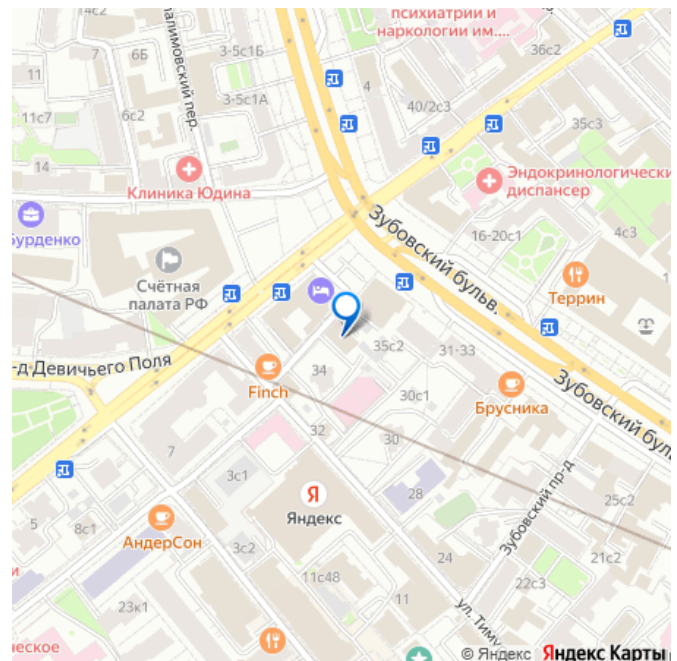 14с2
психиатрии и
наркологии им....
7
6Б
3-5с1Б
36с2
11
4
3-5с1А
40/2с3
11с7
6с2
35с3
14
Клиника Юдина
Эндокринологический
диспансер
Бурденко
Зубовский бульв.
16-20с1
4с3
Счётная
палата РФ
Террин
35с2
31-33
-д Девичьего Поля
Finch
34
30с1
Брусника
Зубовский буль
32
30
7
3с1
Я
28
25с2
Яндекс
Зубовский пр-д
5
8с1
АндерСон
3с2
24
21с2
11с48
22с3
23к1
11
ул. Тиму
ческое
© Яндекс Яндекс Карты